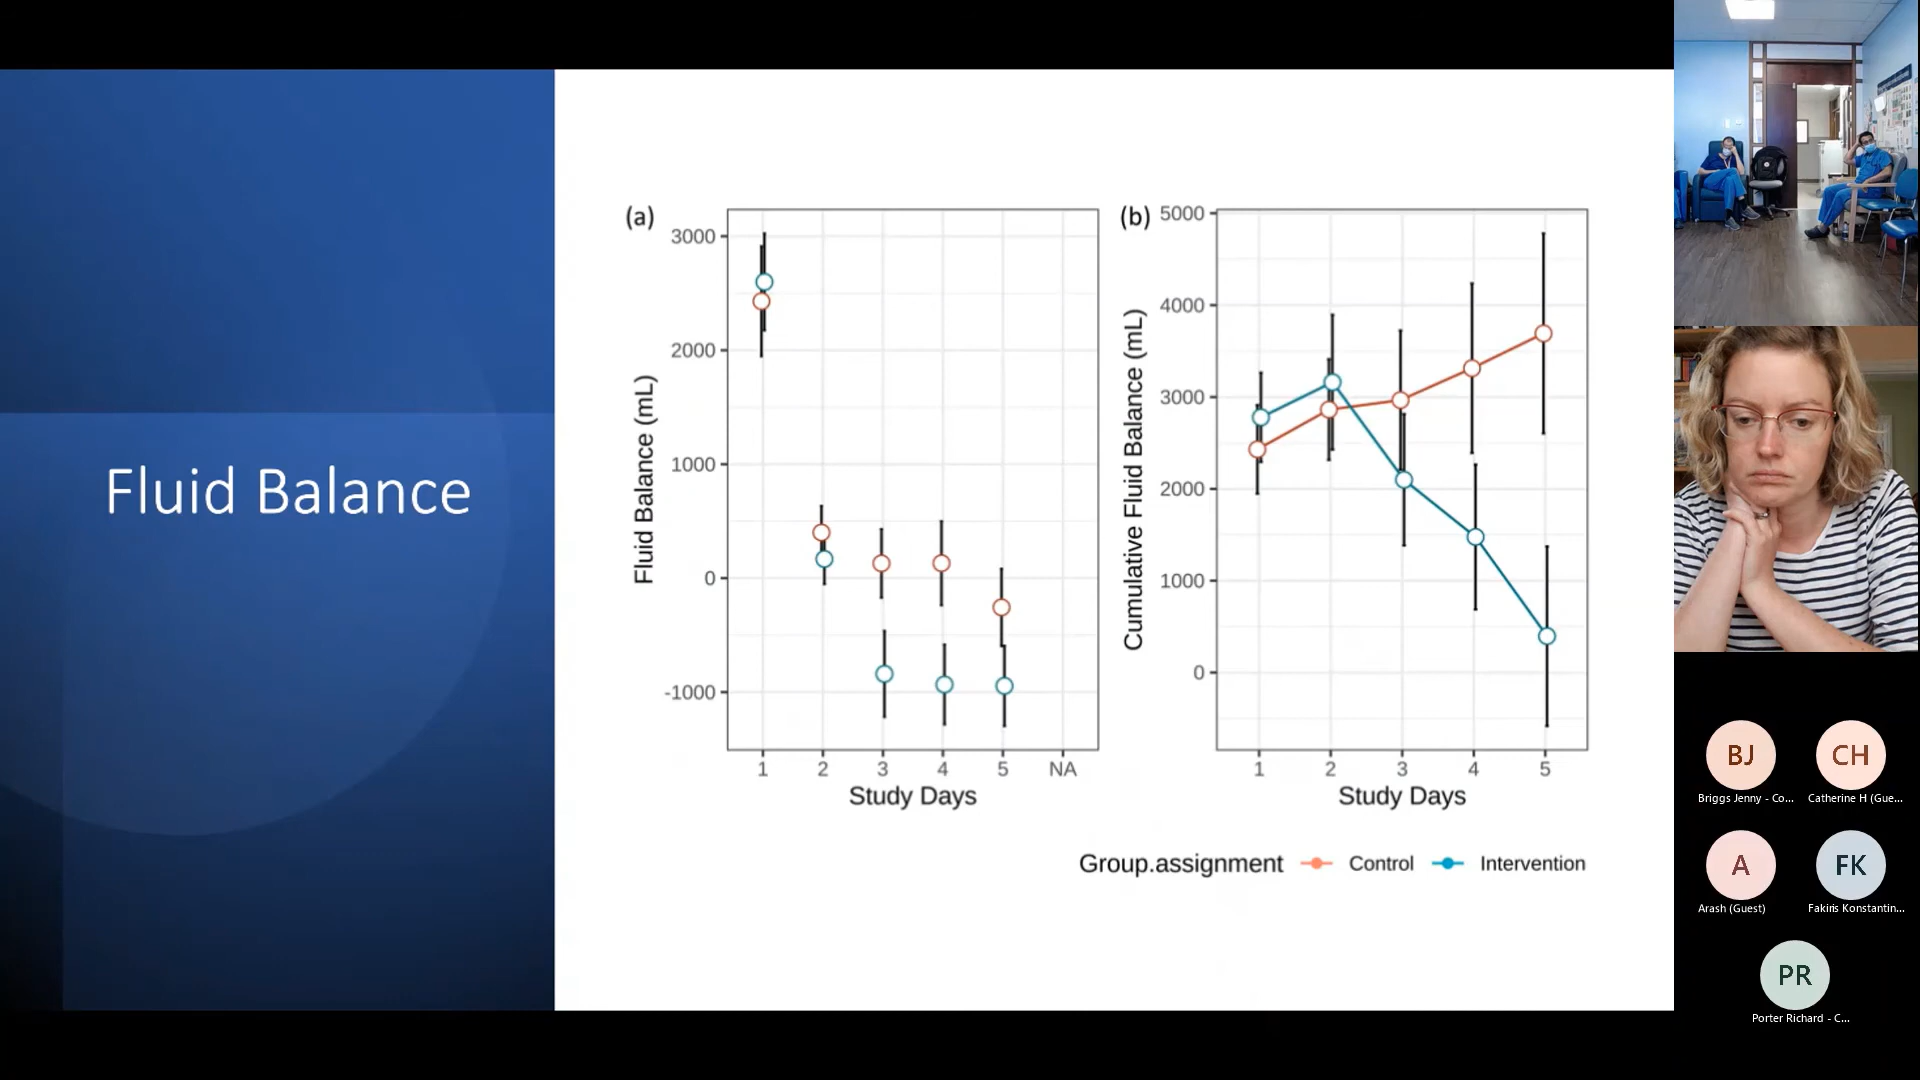 Fluid Balance
(a)
3000
2000
1000
0
-1000
Fluid Balance (mL)
1
2
3
4
5
NA
Study Days
(b)
5000
4000
3000
2000
1000
0
Cumulative Fluid Balance (mL)
1
2
3
4
5
Study Days
Group.assignment Control Intervention
BJ
Briggs Jenny - Co...
CH
Catherine H (Gue...
A
Arash (Guest)
FK
Fakiris Konstantin...
PR
Porter Richard - C...